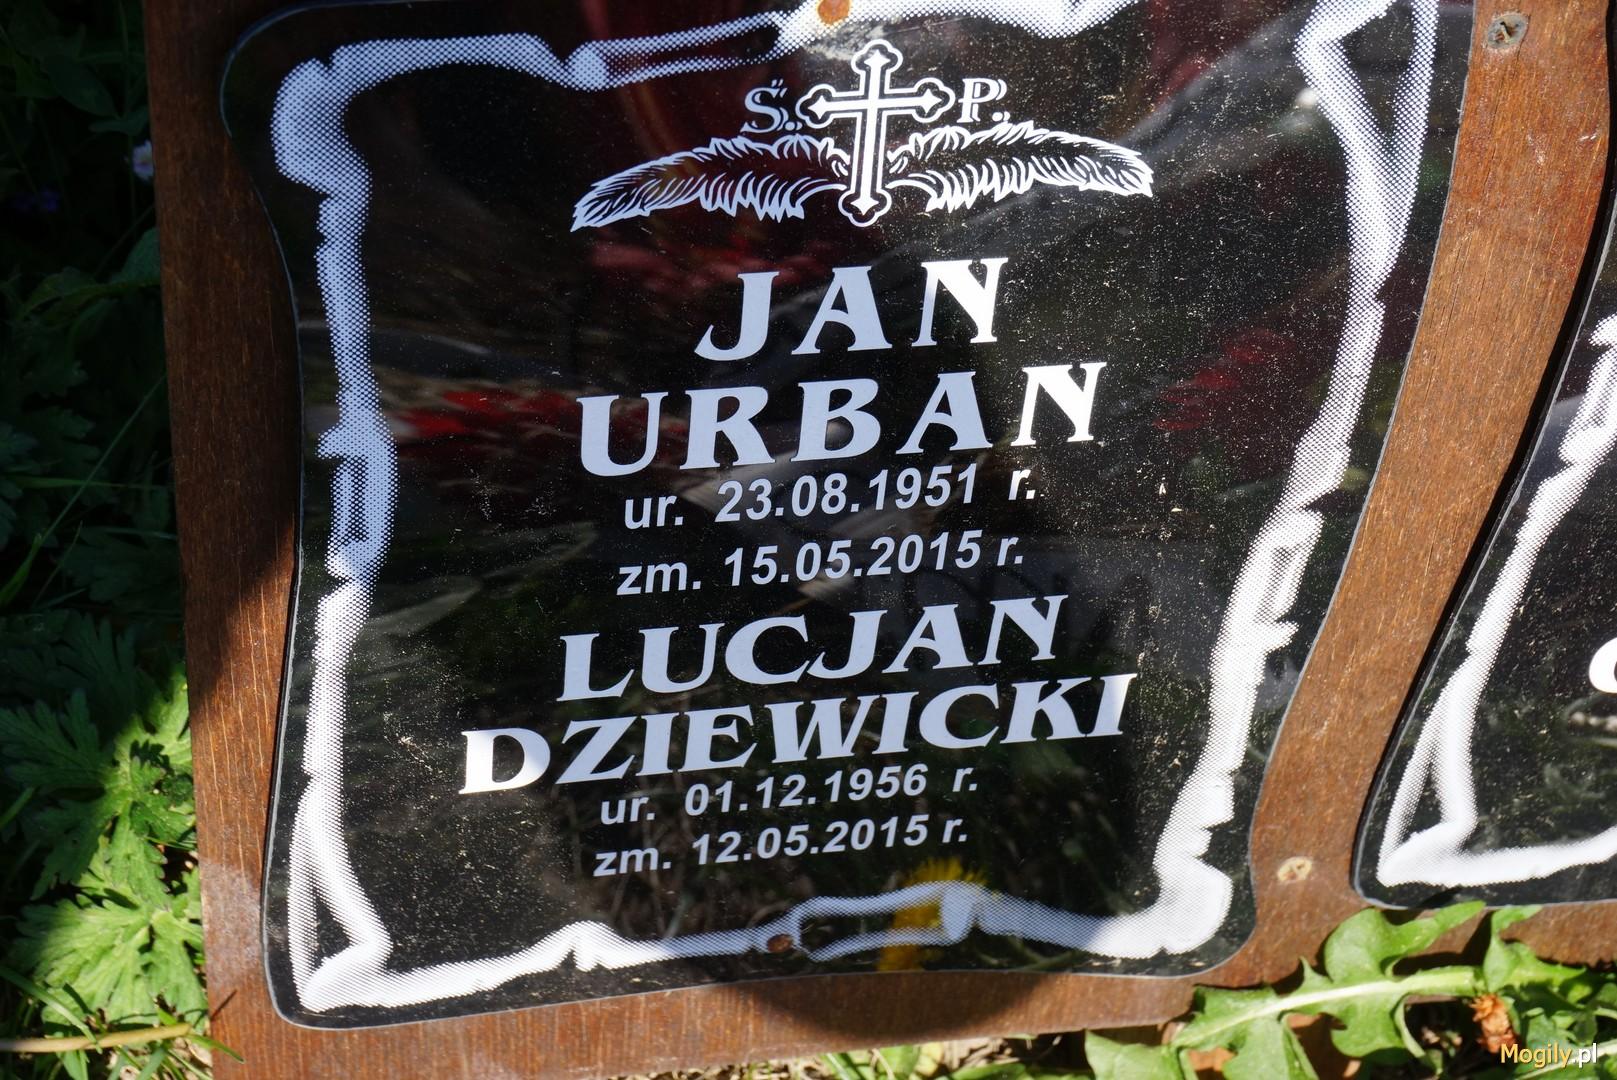 Ś. P.
JAN
URBAN
ur. 23.08.1951 r.
zm. 15.05.2015 r.
LUCJAN
DZIEWICKI
ur. 01.12.1956 r.
zm. 12.05.2015 r.
Mogily.pl